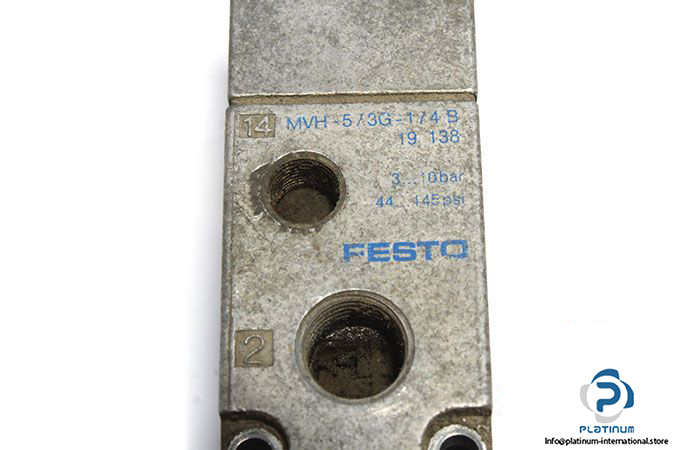 14 MVH-5/3G-1/4 B
19 138
3...10bar
44...145psi
FESTO
2
PLATINUM
info@platinum-international.store